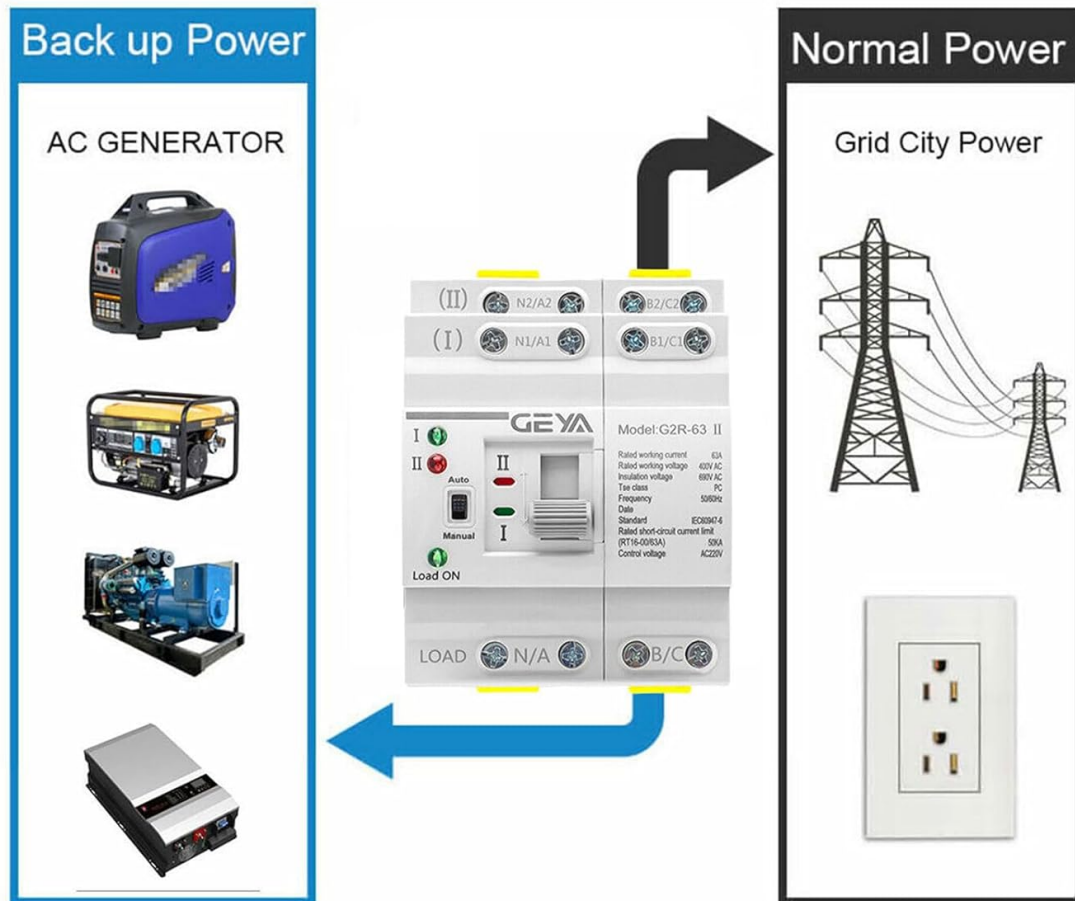 Back up Power
AC GENERATOR
Normal Power
Grid City Power
(II) N2/A2 B2/C2
(I) N1/A1 B1/C1
GEYA
I
II
Auto
Manual
Load ON
II
I
Model:G2R-63 II
Rated working current 63A
Rated working voltage 400V AC
Insulation voltage 690V AC
Tse class PC
Frequency 50/60Hz
Date
Standard IEC60947-6
Rated short-circuit current limit
(RT16-00/63A) 50KA
Control voltage AC220V
LOAD N/A B/C